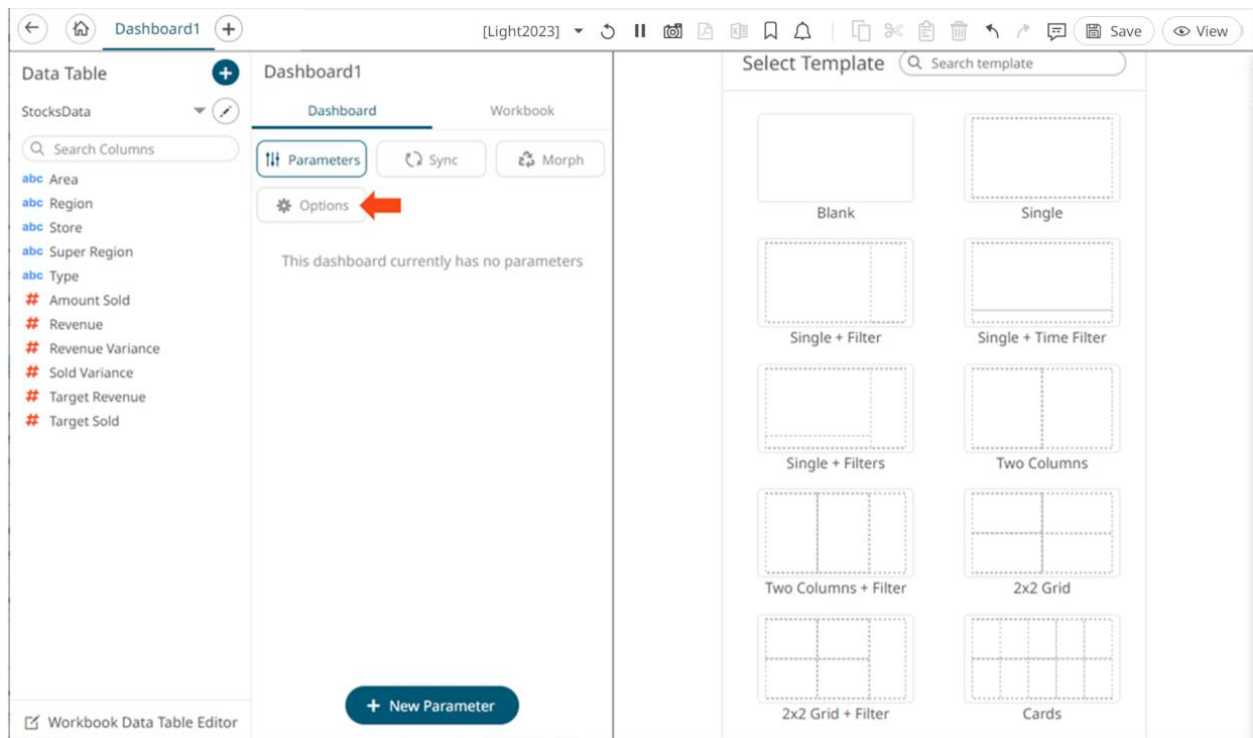 Dashboard1
[Light2023]
Save
View
Data Table
StocksData
Search Columns
abc Area
abc Region
abc Store
abc Super Region
abc Type
# Amount Sold
# Revenue
# Revenue Variance
# Sold Variance
# Target Revenue
# Target Sold
Workbook Data Table Editor
Dashboard1
Dashboard Workbook
Parameters Sync Morph
Options
This dashboard currently has no parameters
+ New Parameter
Select Template Search template
Blank Single
Single + Filter Single + Time Filter
Single + Filters Two Columns
Two Columns + Filter 2x2 Grid
2x2 Grid + Filter Cards